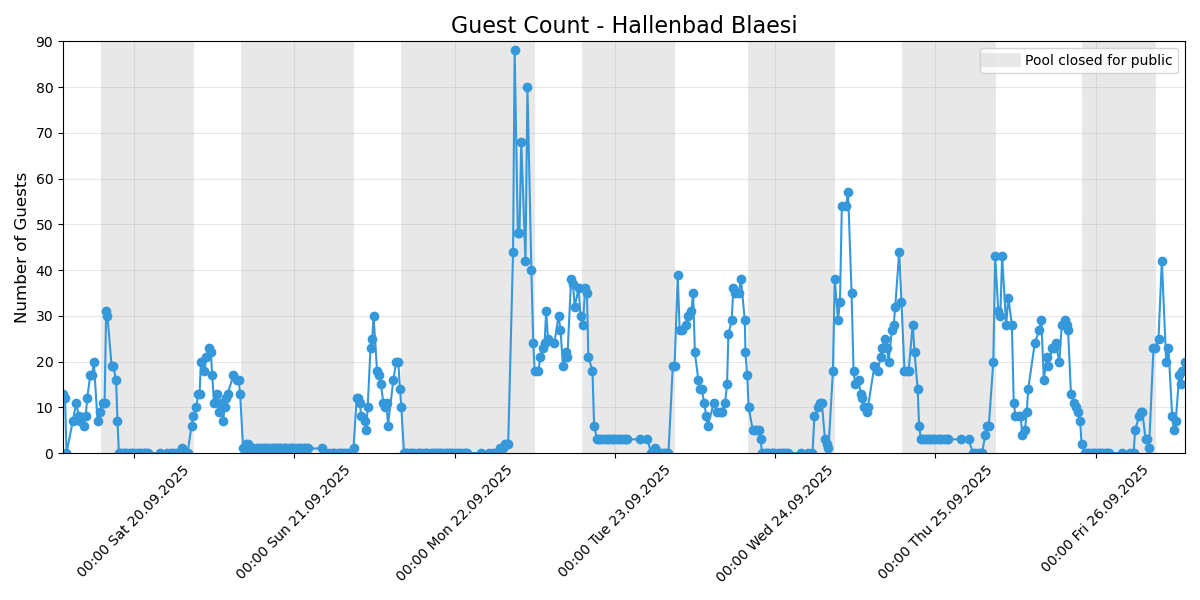 Guest Count - Hallenbad Blaesi
Pool closed for public
Number of Guests
90
80
70
60
50
40
30
20
10
0
00:00 Sat 20.09.2025
00:00 Sun 21.09.2025
00:00 Mon 22.09.2025
00:00 Tue 23.09.2025
00:00 Wed 24.09.2025
00:00 Thu 25.09.2025
00:00 Fri 26.09.2025